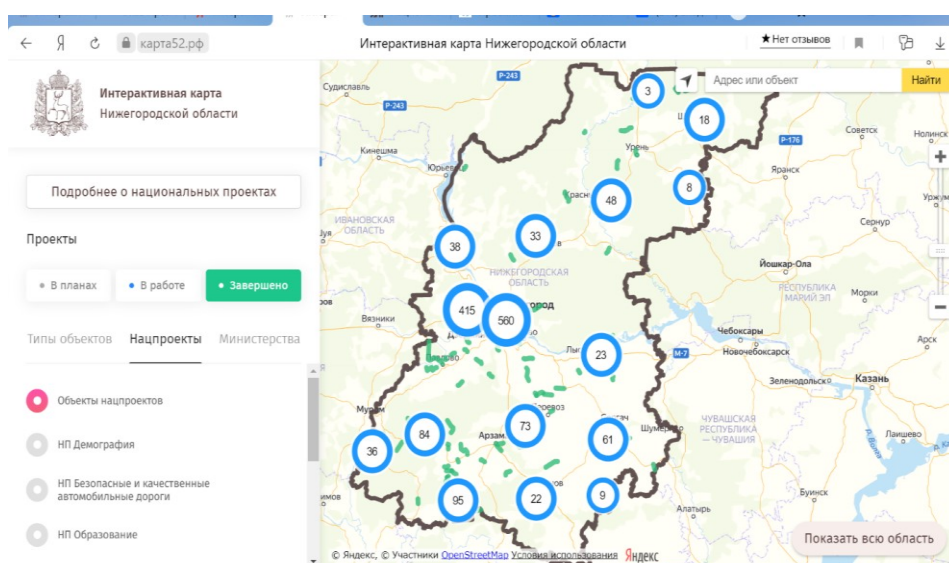 карта52.рф
Интерактивная карта Нижегородской области
★Нет отзывов
Интерактивная карта
Нижегородской области
Подробнее о национальных проектах
Проекты
В планах
В работе
Завершено
Типы объектов
Нацпроекты
Министерства
Объекты нацпроектов
НП Демография
НП Безопасные и качественные
автомобильные дороги
НП Образование
Адрес или объект
Найти
Судиславль
Р-243
Р-243
3
18
Кинешма
Урень
Р-176
Советск
Нолинск
Юрьев
Яранск
8
48
Уржум
ИВАНОВСКАЯ
ОБЛАСТЬ
Сернур
38
33
Йошкар-Ола
НИЖЕГОРОДСКАЯ
ОБЛАСТЬ
РЕСПУБЛИКА
МАРИЙ ЭЛ
Морки
415
560
ород
Вязники
Чебоксары
Арск
23
М-7
Новочебоксарск
Зеленодольск
Казань
Муром
73
84
Арзам
61
ЧУВАШСКАЯ
РЕСПУБЛИКА
— ЧУВАШИЯ
Лаишево
р. Волга
36
95
22
9
Алатырь
Буинск
Показать всю область
© Яндекс, © Участники OpenStreetMap Условия использования Яндекс